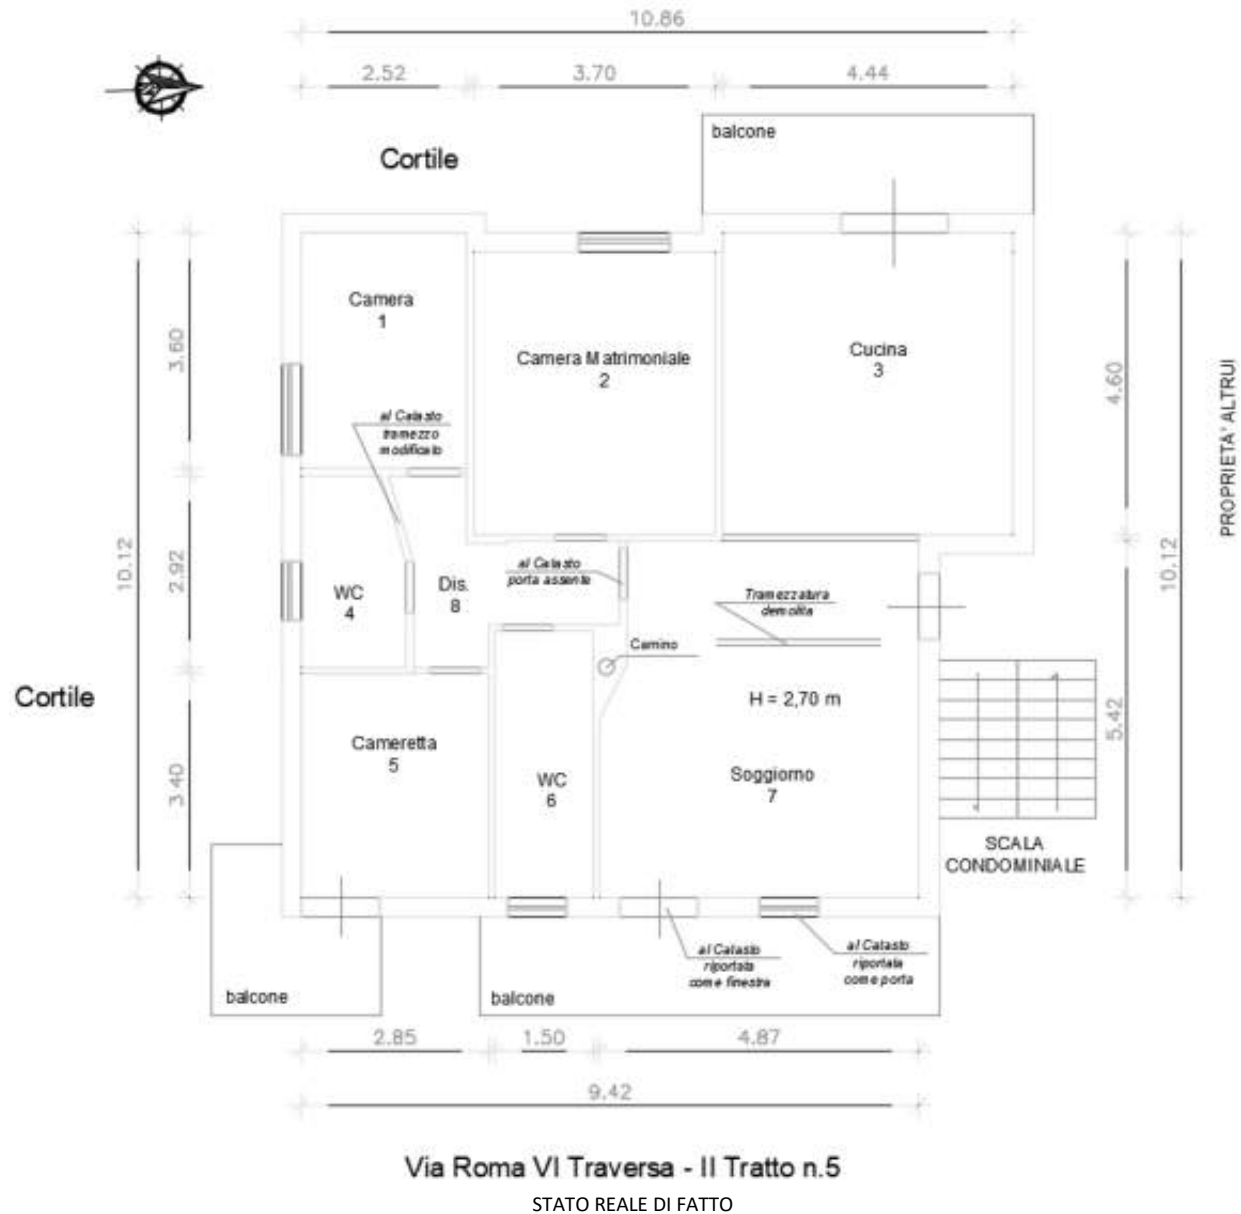 10.86
2.52 3.70 4.44
balcone
Cortile
Camera
1
Camera Matrimoniale
2
Cucina
3
3.60
4.60
PROPRIETA' ALTRUI
al Catasto
tramezzo
modificato
10.12
2.92
10.12
WC
4
Dis.
8
al Catasto
porta assente
Tramezzatura
demolita
Camino
Cortile
H = 2,70 m
5.42
Cameretta
5
3.40
WC
6
Soggiorno
7
SCALA
CONDOMINIALE
al Catasto
riportata
come finestra
al Catasto
riportata
come porta
balcone
balcone
2.85 1.50 4.87
9.42
Via Roma VI Traversa - II Tratto n.5
STATO REALE DI FATTO